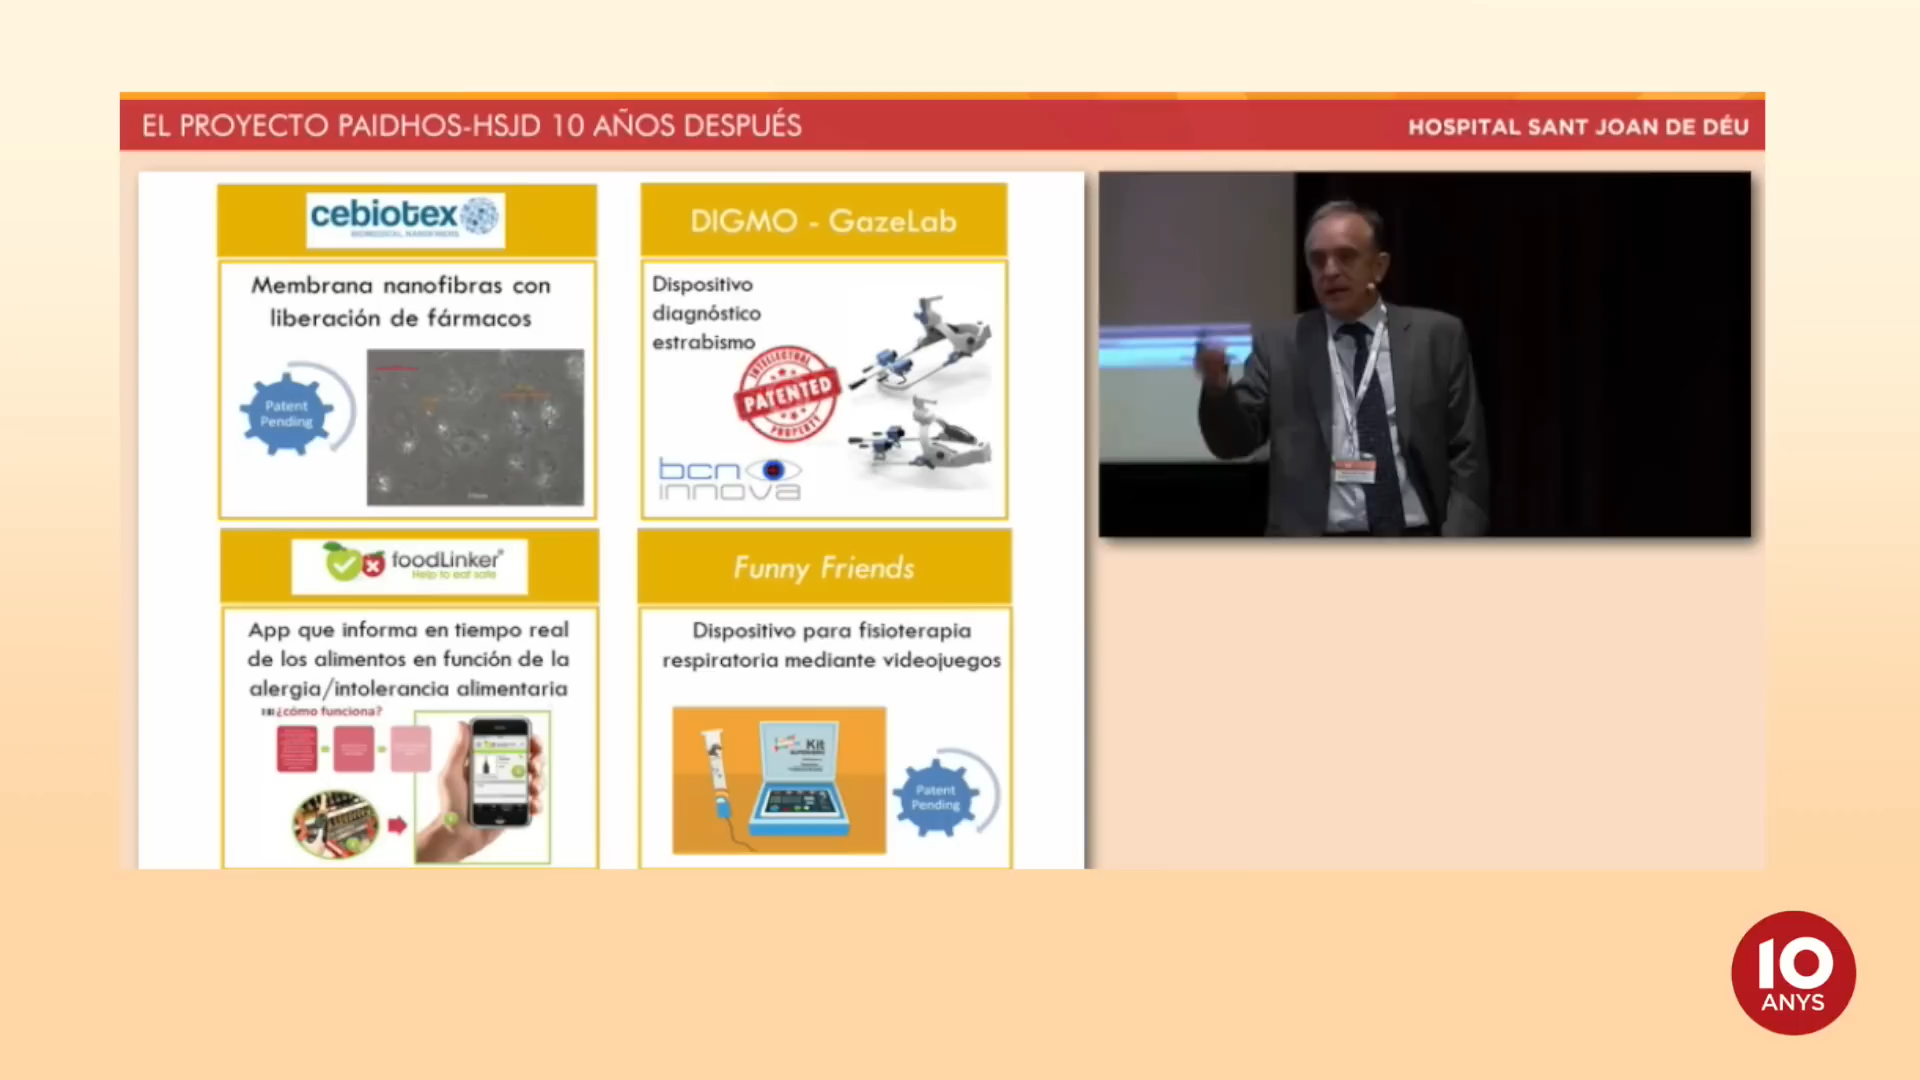 EL PROYECTO PAIDHOS-HSJD 10 AÑOS DESPUÉS
HOSPITAL SANT JOAN DE DÉU
cebiotex
BIOMEDICAL NANOFIBERS
Membrana nanofibras con
liberación de fármacos
Patent
Pending
DIGMO - GazeLab
Dispositivo
diagnóstico
estrabismo
INTELLECTUAL
PATENTED
PROPERTY
bcn
innova
foodLinker®
Help to eat safe
App que informa en tiempo real
de los alimentos en función de la
alergia/intolerancia alimentaria
¿cómo funciona?
Funny Friends
Dispositivo para fisioterapia
respiratoria mediante videojuegos
Kit
Patent
Pending
10
ANYS